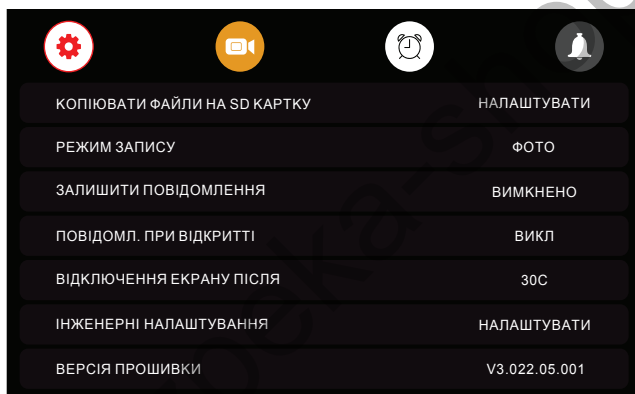 КОПІЮВАТИ ФАЙЛИ НА SD КАРТКУ НАЛАШТУВАТИ
РЕЖИМ ЗАПИСУ ФОТО
ЗАЛИШИТИ ПОВІДОМЛЕННЯ ВИМКНЕНО
ПОВІДОМЛ. ПРИ ВІДКРИТТІ ВИКЛ
ВІДКЛЮЧЕННЯ ЕКРАНУ ПІСЛЯ 30С
ІНЖЕНЕРНІ НАЛАШТУВАННЯ НАЛАШТУВАТИ
ВЕРСІЯ ПРОШИВКИ V3.022.05.001